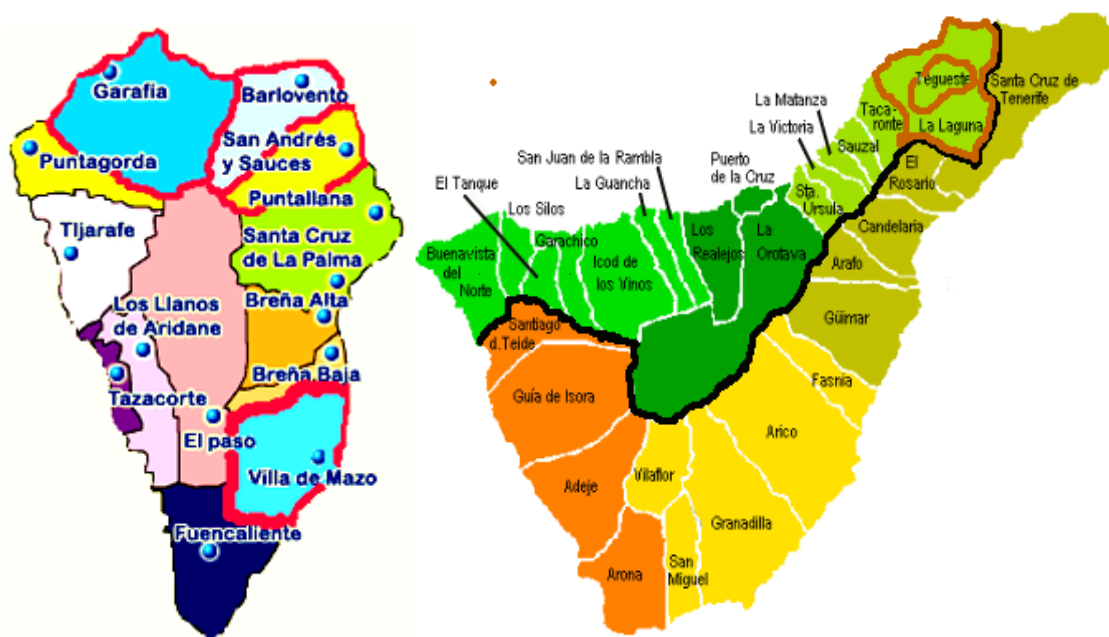 Garafía
Barlovento
San Andrés
y Sauces
Puntagorda
Puntallana
TIjarafe
Santa Cruz
de La Palma
Breña Alta
Los Llanos
de Aridane
Breña Baja
Tazacorte
El paso
Villa de Mazo
Fuencaliente
Tegueste
Santa Cruz de
Tenerife
La Matanza
Taca-
ronte
La Laguna
La Victoria
Sauzal
San Juan de la Rambla
Puerto
de la Cruz
El
Rosario
El Tanque
La Guancha
Sta.
Ursula
Los Silos
Candelaria
Garachico
Los
Realejos
La
Orotava
Buenavista
del
Norte
Icod de
los Vinos
Arafo
Güimar
Santiago
d.Teide
Fasnia
Guía de Isora
Arico
Vilaflor
Adeje
Granadilla
San
Miguel
Arona